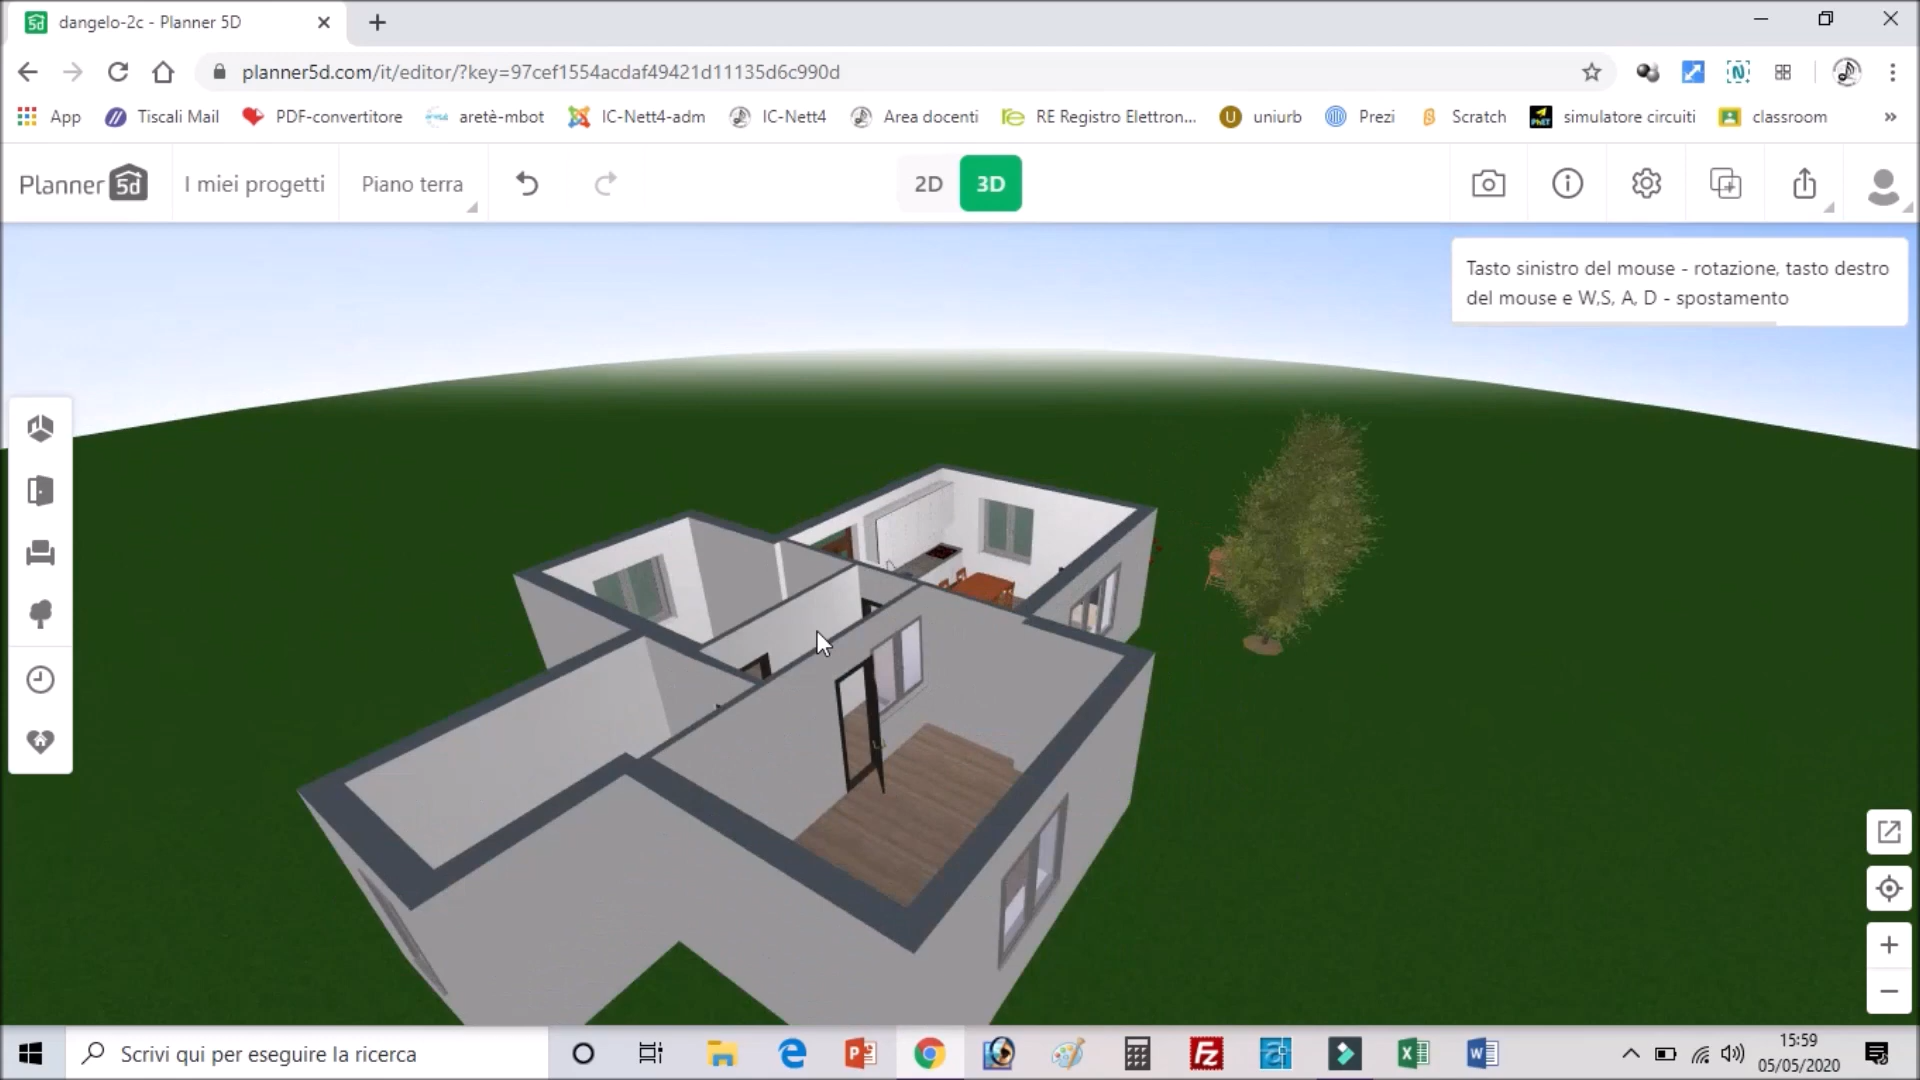 dangelo-2c - Planner 5D
planner5d.com/it/editor/?key=97cef1554acdaf49421d11135d6c990d
App Tiscali Mail PDF-convertitore aretè-mbot IC-Nett4-adm IC-Nett4 Area docenti RE Registro Elettron... uniurb Prezi Scratch simulatore circuiti classroom »
Planner 5d I miei progetti Piano terra 2D 3D
Tasto sinistro del mouse - rotazione, tasto destro
del mouse e W,S, A, D - spostamento
Scrivi qui per eseguire la ricerca
15:59
05/05/2020